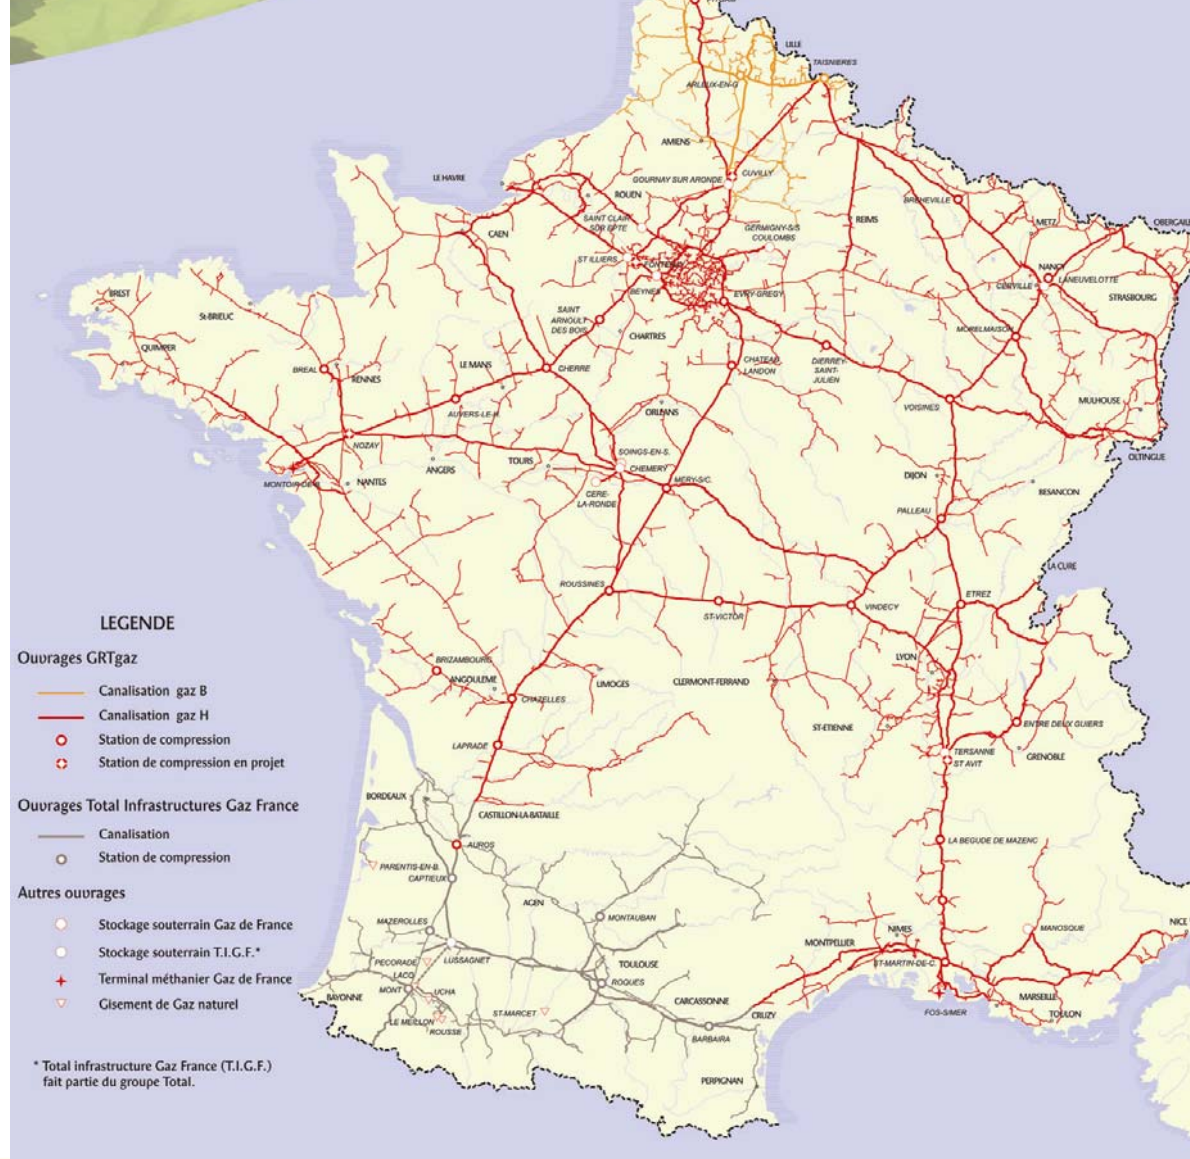 LILLE
TAISNIERES
ARLEUX-EN-G
AMIENS
LE HAVRE
GOURNAY SUR ARONDE
CUVILLY
ROUEN
BREHEVILLE
SAINT CLAIR
SUR EPTE
GERMIGNY-S/S
COULOMBS
REIMS
METZ
OBERGAIL
CAEN
ST ILLIERS
NANCY
LANEUVELOTTE
CERVILLE
BREST
BEYNES
EVRY-GREGY
STRASBOURG
St-BRIEUC
SAINT
ARNOULT
DES BOIS
MORELMAISON
QUIMPER
CHARTRES
LE MANS
CHATEAU
LANDON
DIERREY-
SAINT-
JULIEN
BREAL
RENNES
CHERRE
AUVERS-LE-H.
ORLEANS
VOISINES
MULHOUSE
NOZAY
SOINGS-EN-S.
OLTINGUE
ANGERS
TOURS
CHEMERY
DIJON
MONTOIR-DE-B.
NANTES
CERE-
LA-RONDE
MERY-S/C.
BESANCON
PALLEAU
LA CURE
ROUSSINES
ST-VICTOR
VINDECY
ETREZ
LEGENDE
Ouvrages GRTgaz
BRIZAMBOURG
LYON
ANGOULEME
LIMOGES
CLERMONT-FERRAND
Canalisation gaz B
CHAZELLES
Canalisation gaz H
ST-ETIENNE
ENTRE DEUX GUIERS
Station de compression
LAPRADE
TERSANNE
GRENOBLE
Station de compression en projet
ST AVIT
BORDEAUX
Ouvrages Total Infrastructures Gaz France
CASTILLON-LA-BATAILLE
Canalisation
AUROS
LA BEGUDE DE MAZENC
Station de compression
PARENTIS-EN-B.
CAPTIEUX
Autres ouvrages
AGEN
MONTAUBAN
Stockage souterrain Gaz de France
MAZEROLLES
NIMES
MANOSQUE
NICE
MONTPELLIER
Stockage souterrain T.I.G.F.*
LUSSAGNET
PECORADE
TOULOUSE
ST-MARTIN-DE-C.
Terminal méthanier Gaz de France
LACQ
MONT
UCHA
ROQUES
BAYONNE
CARCASSONNE
MARSEILLE
Gisement de Gaz naturel
LE MEILLON
ST-MARCET
CRUZY
FOS-S/MER
TOULON
ROUSSE
BARBAIRA
* Total infrastructure Gaz France (T.I.G.F.)
fait partie du groupe Total.
PERPIGNAN